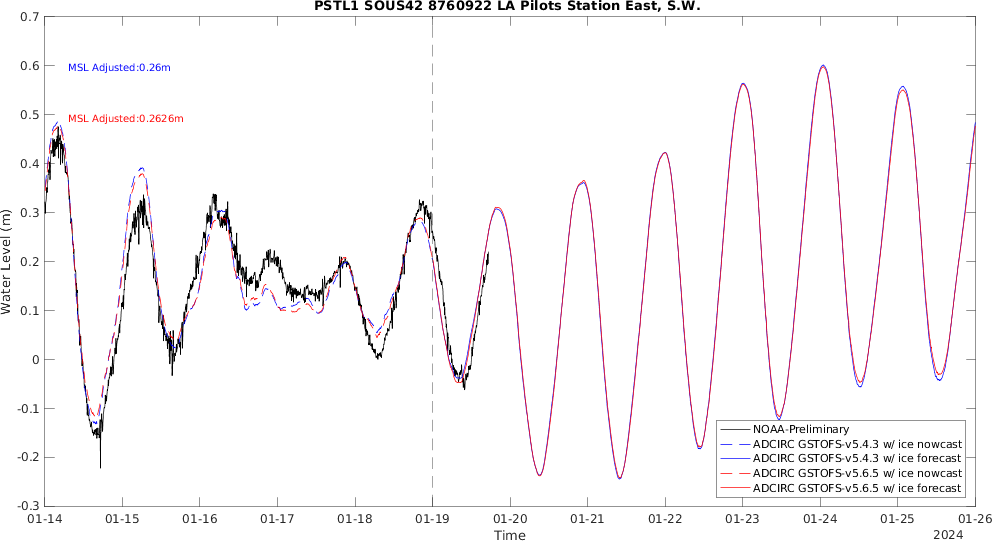 PSTL1 SOUS42 8760922 LA Pilots Station East, S.W.
0.7
0.6
0.5
0.4
0.3
0.2
0.1
0
-0.1
-0.2
-0.3
Water Level (m)
MSL Adjusted:0.26m
MSL Adjusted:0.2626m
NOAA-Preliminary
ADCIRC GSTOFS-v5.4.3 w/ ice nowcast
ADCIRC GSTOFS-v5.4.3 w/ ice forecast
ADCIRC GSTOFS-v5.6.5 w/ ice nowcast
ADCIRC GSTOFS-v5.6.5 w/ ice forecast
01-14 01-15 01-16 01-17 01-18 01-19 01-20 01-21 01-22 01-23 01-24 01-25 01-26
Time
2024